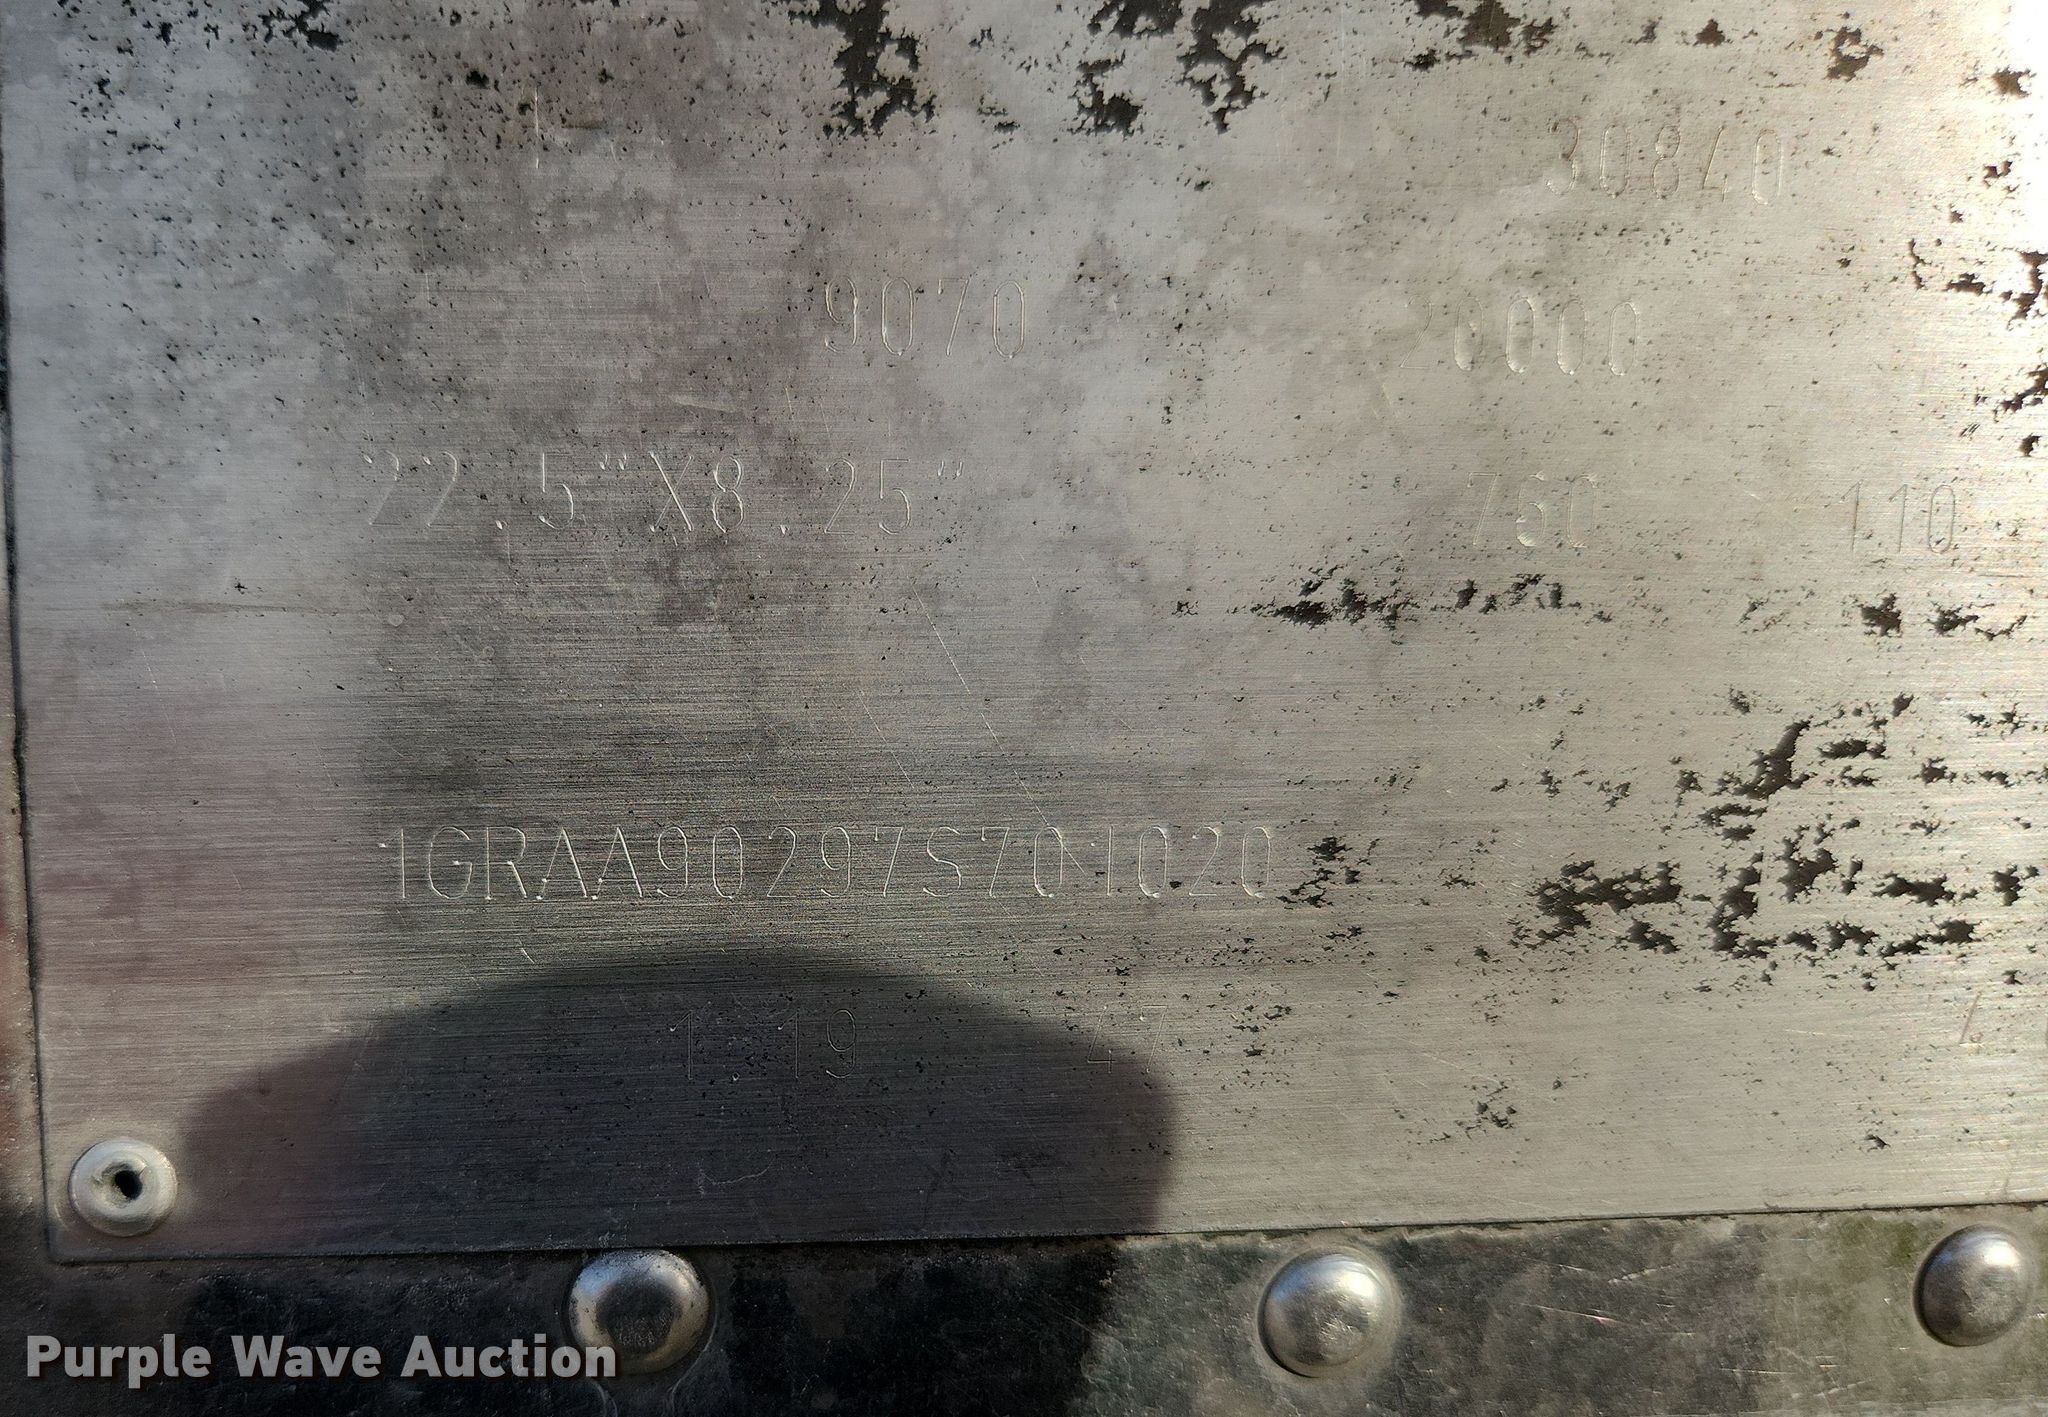 30840
9070 20000
22.5"X8.25" 760 110
1GRAA90297S701020
1 19 47
Purple Wave Auction